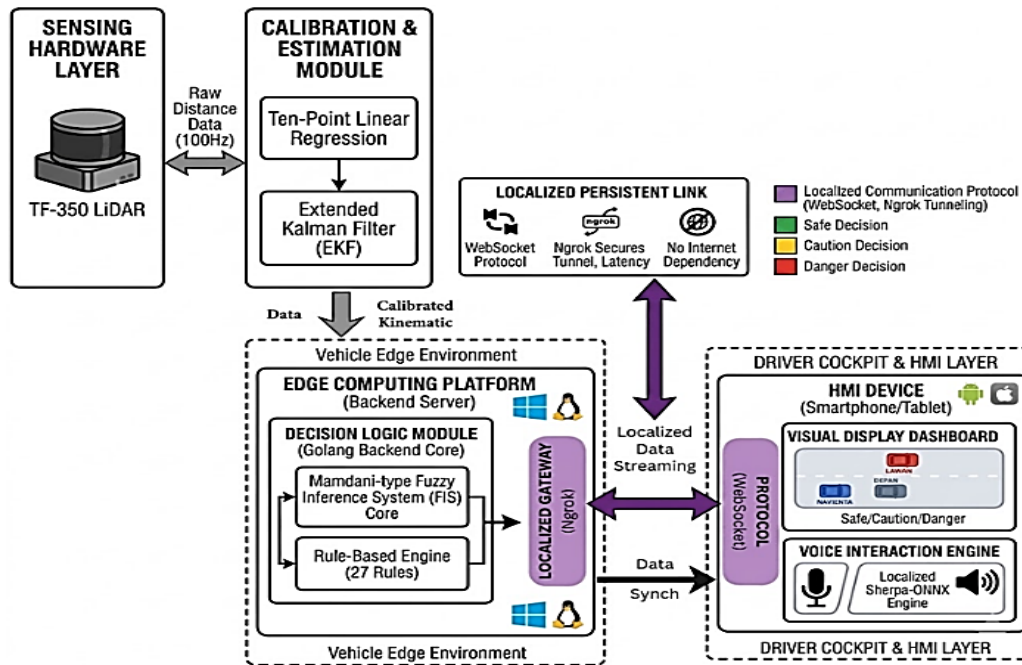 SENSING
HARDWARE
LAYER
TF-350 LiDAR
Raw
Distance
Data
(100Hz)
CALIBRATION &
ESTIMATION
MODULE
Ten-Point Linear
Regression
Extended
Kalman Filter
(EKF)
Data
Calibrated
Kinematic
LOCALIZED PERSISTENT LINK
WebSocket
Protocol
ngrok
Ngrok Secures
Tunnel, Latency
No Internet
Dependency
Localized Communication Protocol
(WebSocket, Ngrok Tunneling)
Safe Decision
Caution Decision
Danger Decision
Vehicle Edge Environment
EDGE COMPUTING PLATFORM
(Backend Server)
DECISION LOGIC MODULE
(Golang Backend Core)
Mamdani-type Fuzzy
Inference System (FIS)
Core
Rule-Based Engine
(27 Rules)
LOCALIZED GATEWAY
(Ngrok)
Vehicle Edge Environment
Localized
Data
Streaming
Data
Synch
DRIVER COCKPIT & HMI LAYER
HMI DEVICE
(Smartphone/Tablet)
PROTOCOL
(WebSocket)
VISUAL DISPLAY DASHBOARD
LAWAN
DEPAN
NAVIENTA
Safe/Caution/Danger
VOICE INTERACTION ENGINE
Localized
Sherpa-ONNX
Engine
DRIVER COCKPIT & HMI LAYER